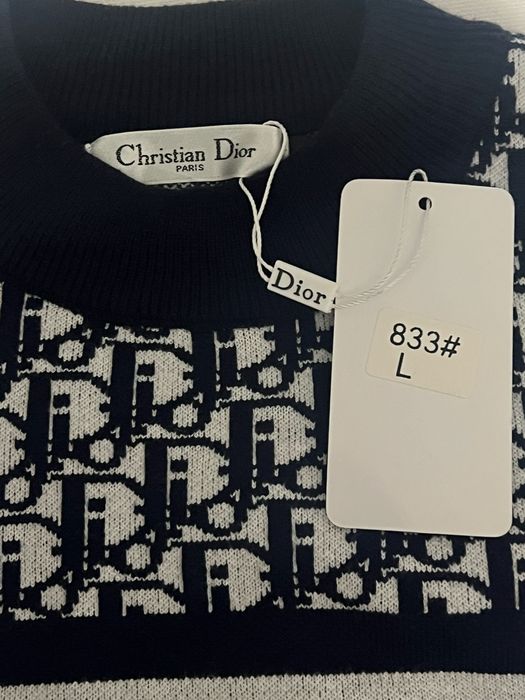 Christian Dior
PARIS
Dior
833#
L